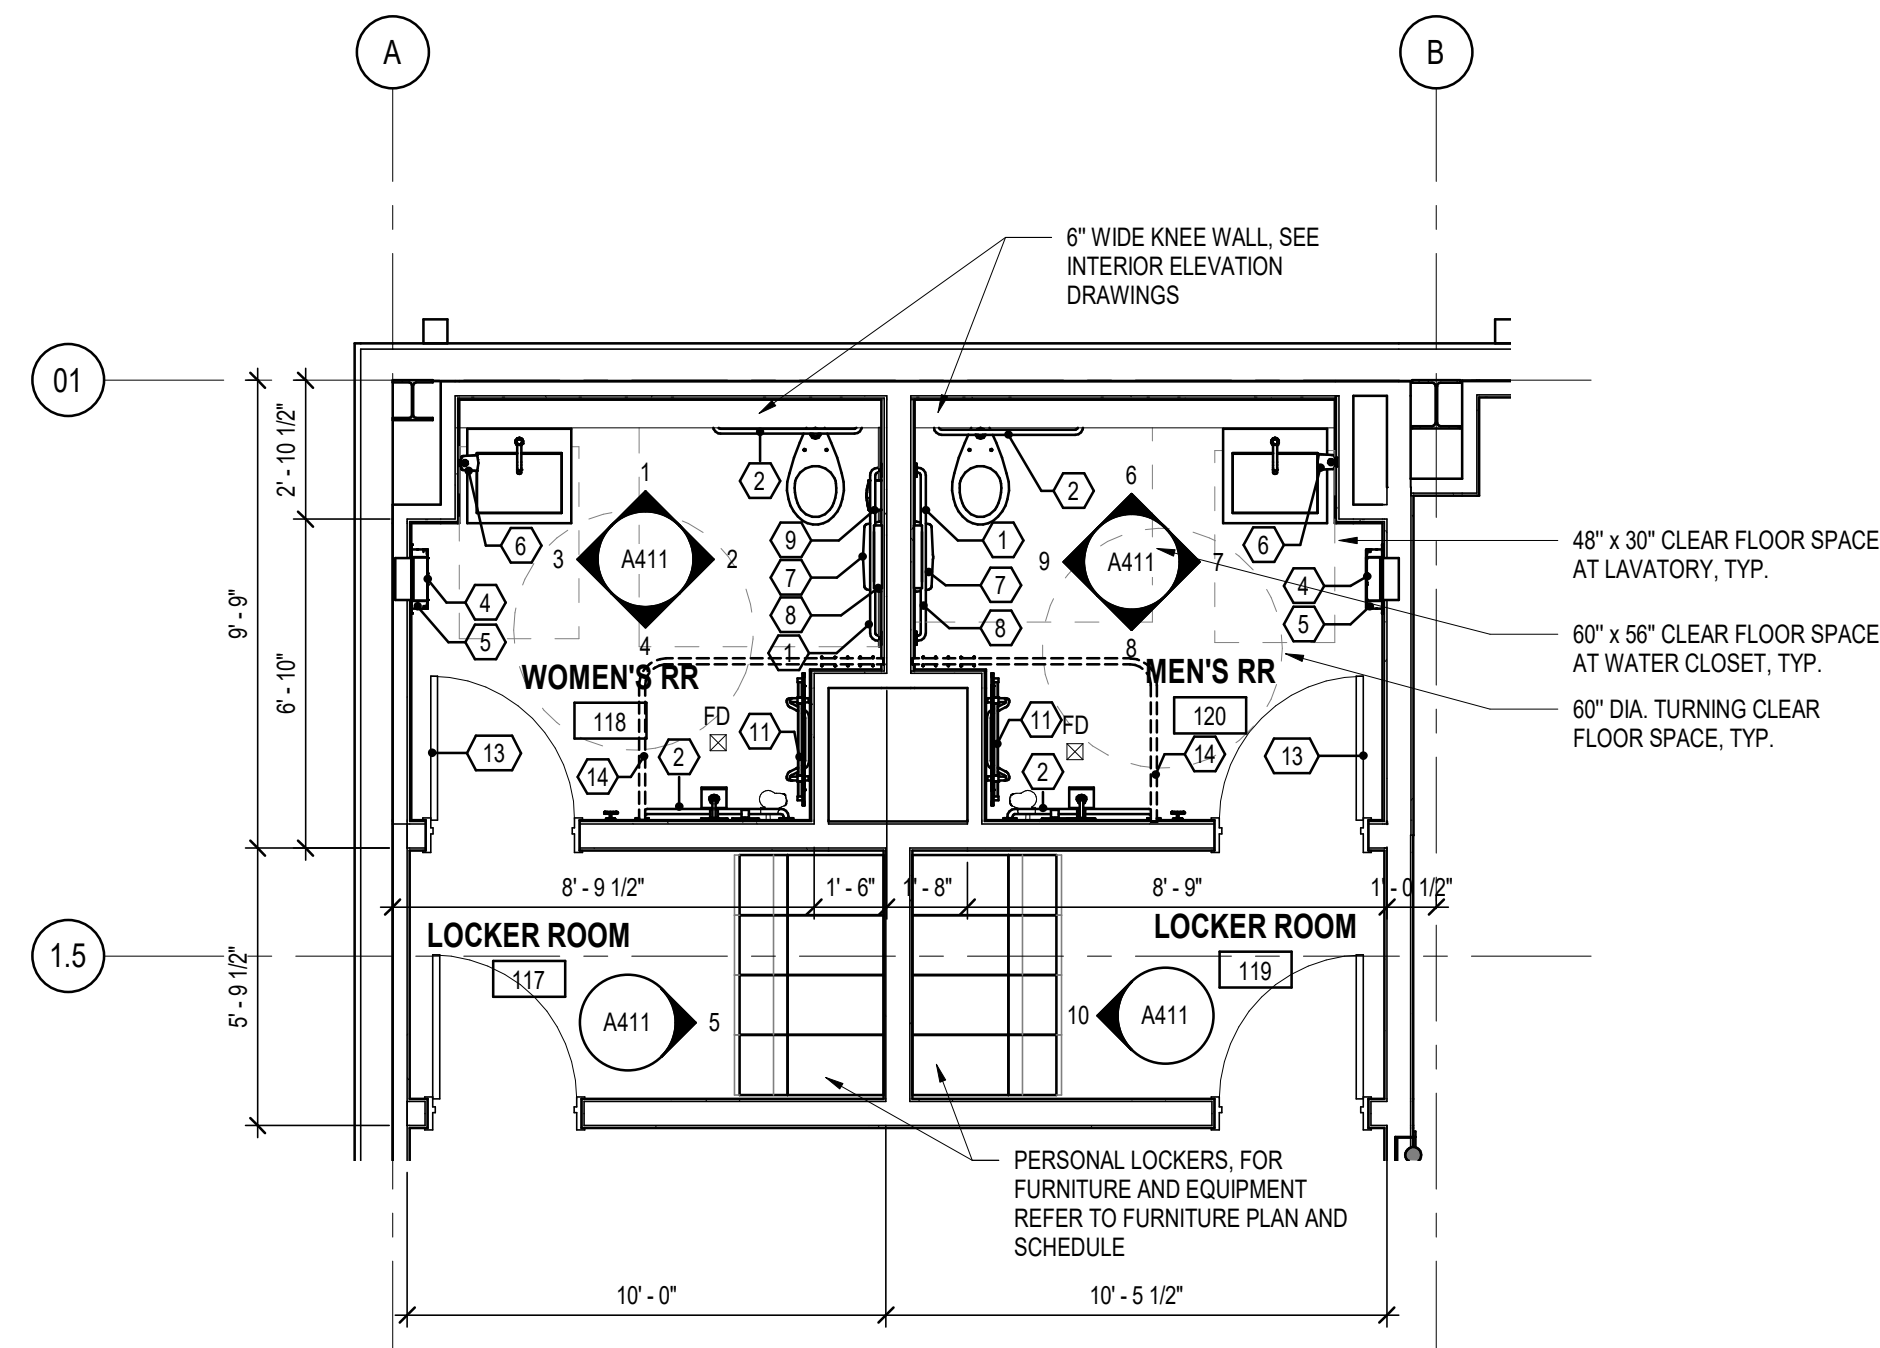 A
B
6" WIDE KNEE WALL, SEE
INTERIOR ELEVATION
DRAWINGS
01
2' - 10 1/2"
9' - 9"
6' - 10"
1
2
3
4
A411
2
6
9
7
8
1
4
5
6
7
8
9
A411
2
1
7
8
6
4
5
48" x 30" CLEAR FLOOR SPACE
AT LAVATORY, TYP.
60" x 56" CLEAR FLOOR SPACE
AT WATER CLOSET, TYP.
60" DIA. TURNING CLEAR
FLOOR SPACE, TYP.
WOMEN'S RR
118
FD
11
13
14
2
MEN'S RR
120
FD
11
13
14
2
8' - 9 1/2"
1' - 6"
1' - 8"
8' - 9"
1' - 0 1/2"
1.5
5' - 9 1/2"
LOCKER ROOM
117
A411
5
LOCKER ROOM
119
10
A411
PERSONAL LOCKERS, FOR
FURNITURE AND EQUIPMENT
REFER TO FURNITURE PLAN AND
SCHEDULE
10' - 0"
10' - 5 1/2"